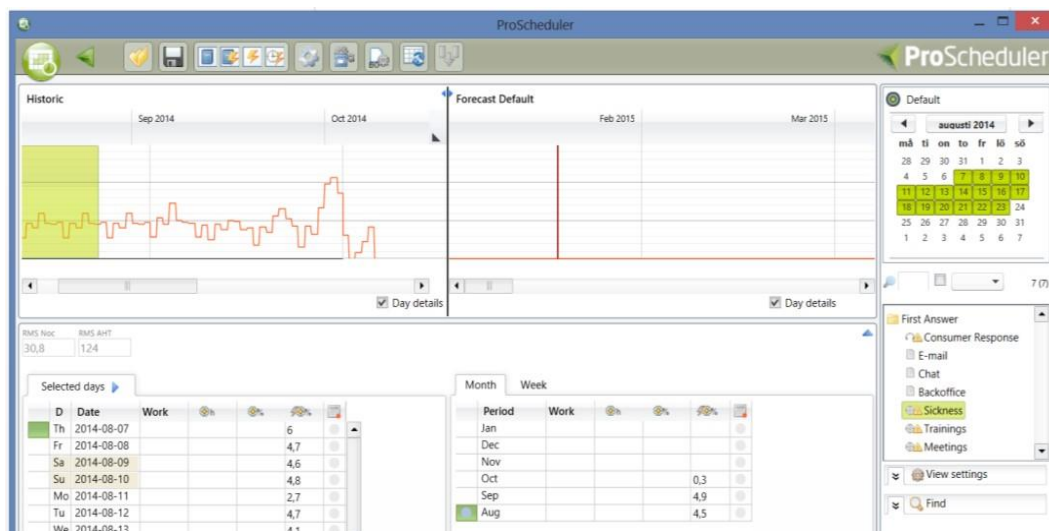 ProScheduler
ProScheduler
Historic
Sep 2014 Oct 2014
Day details
Forecast Default
Feb 2015 Mar 2015
Day details
Default
augusti 2014
må ti on to fr lö sö
28 29 30 31 1 2 3
4 5 6 7 8 9 10
11 12 13 14 15 16 17
18 19 20 21 22 23 24
25 26 27 28 29 30 31
1 2 3 4 5 6 7
7 (7)
First Answer
Consumer Response
E-mail
Chat
Backoffice
Sickness
Trainings
Meetings
View settings
Find
RMS Noc RMS AHT
30,8 124
Selected days
D Date Work h % %
Th 2014-08-07 6
Fr 2014-08-08 4,7
Sa 2014-08-09 4,6
Su 2014-08-10 4,8
Mo 2014-08-11 2,7
Tu 2014-08-12 4,7
We 2014-08-13 4,1
Month Week
Period Work h % %
Jan
Dec
Nov
Oct 0,3
Sep 4,9
Aug 4,5